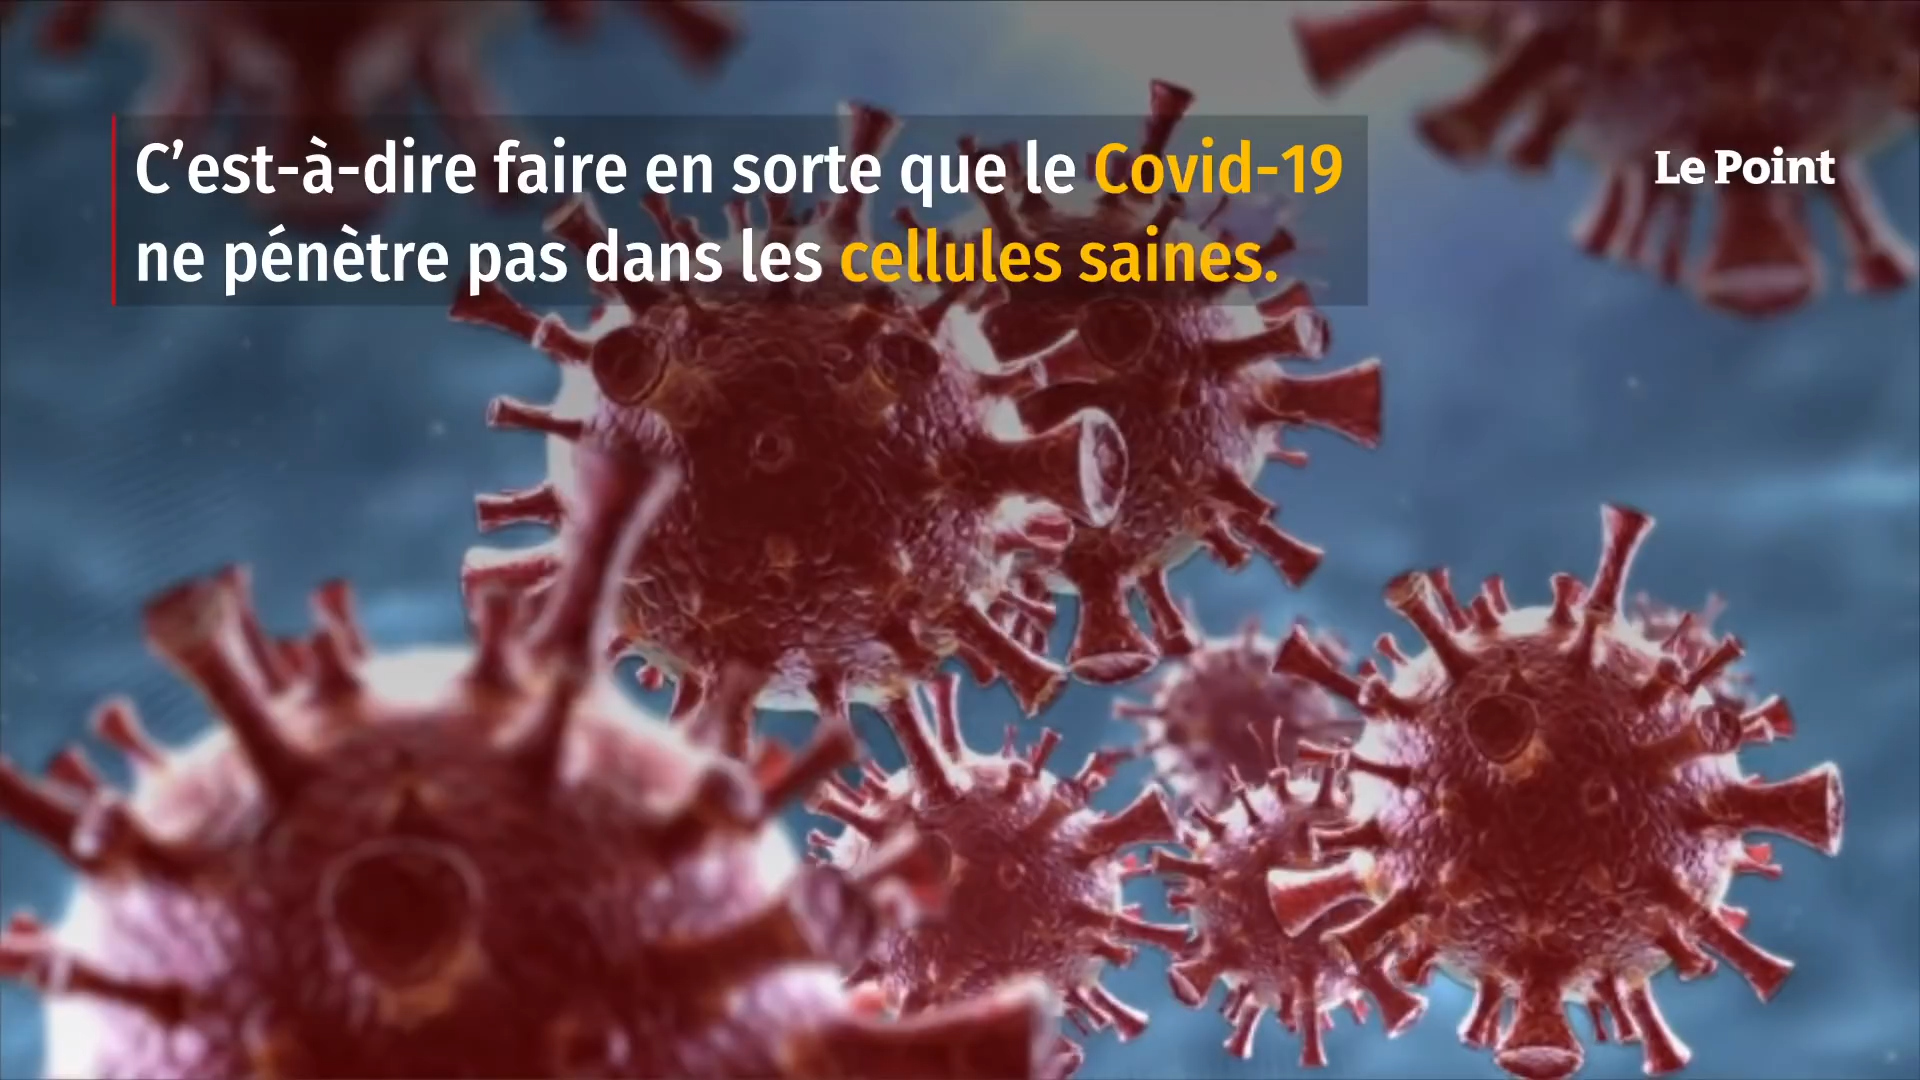 C’est-à-dire faire en sorte que le Covid-19
ne pénètre pas dans les cellules saines.
Le Point